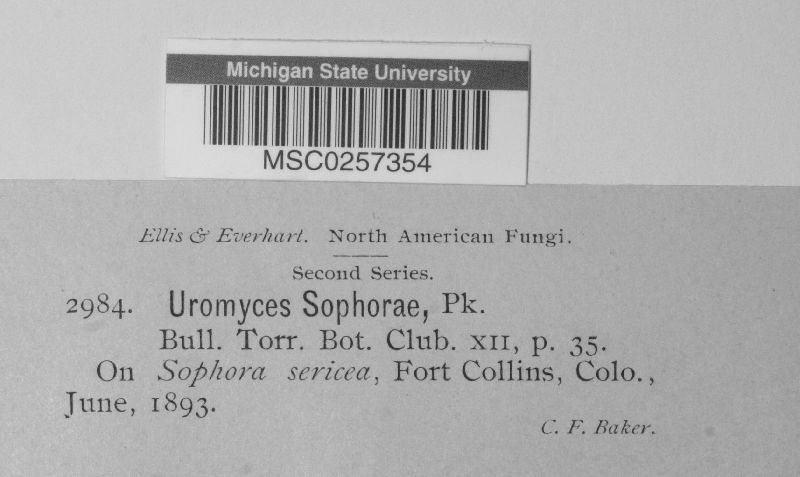 Michigan State University
MSC0257354
Ellis & Everhart. North American Fungi.
Second Series.
2984. Uromyces Sophorae, Pk.
Bull. Torr. Bot. Club. XII, p. 35.
On Sophora sericea, Fort Collins, Colo.,
June, 1893.
C. F. Baker.